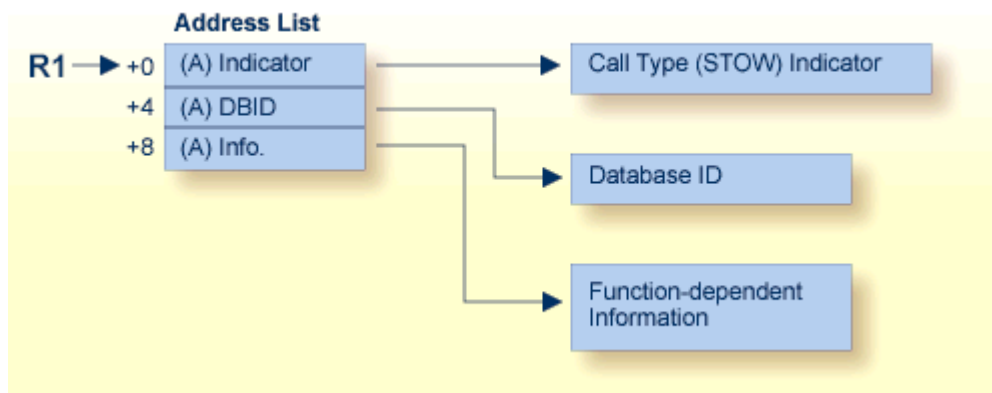 Address List
R1 +0 (A) Indicator
Call Type (STOW) Indicator
+4 (A) DBID
+8 (A) Info.
Database ID
Function-dependent
Information